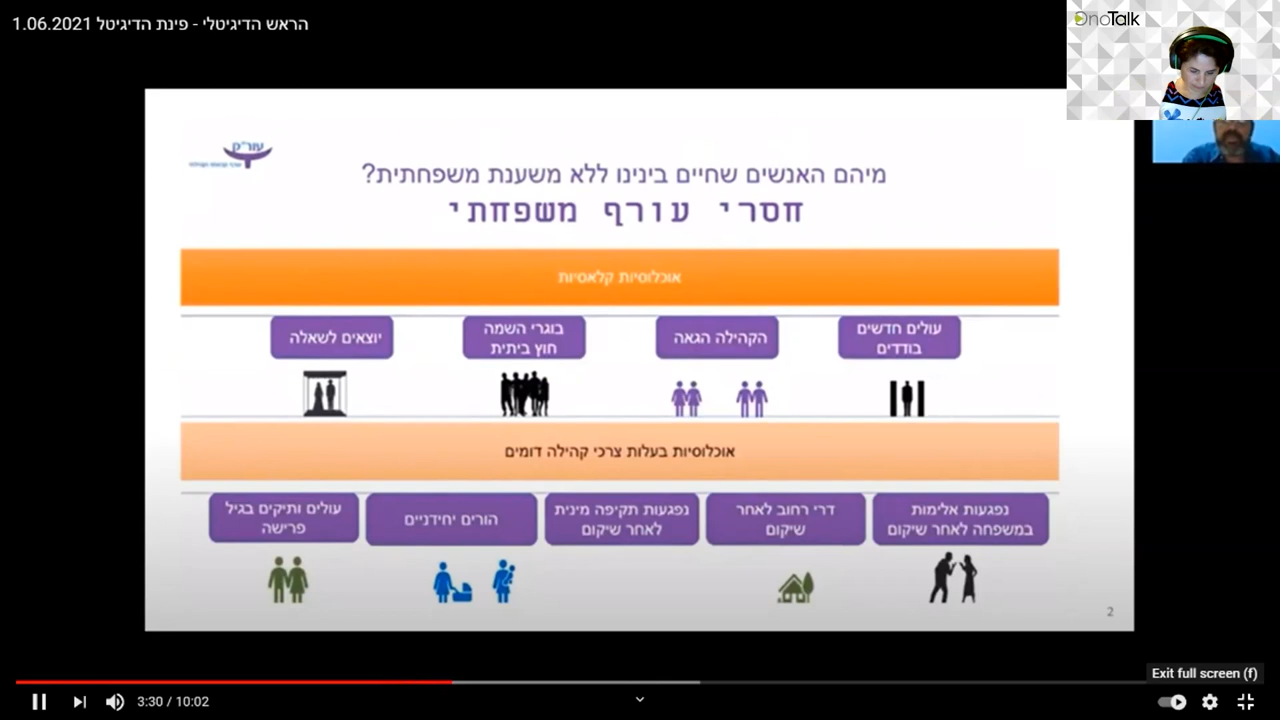 הראש הדיגיטלי - פינת הדיגיטל 1.06.2021
OnoTalk
עור"ק
מיהם האנשים שחיים בינינו ללא משענת משפחתית?
חסרי עורף משפחתי
אוכלוסיות קלאסיות
עולים חדשים
בודדים
הקהילה הגאה
בוגרי השמה
חוץ ביתית
יוצאים לשאלה
אוכלוסיות בעלות צרכי קהילה דומים
נפגעות אלימות
במשפחה לאחר שיקום
דרי רחוב לאחר
שיקום
נפגעות תקיפה מינית
לאחר שיקום
הורים יחידניים
עולים ותיקים בגיל
פרישה
2
Exit full screen (f)
3:30 / 10:02